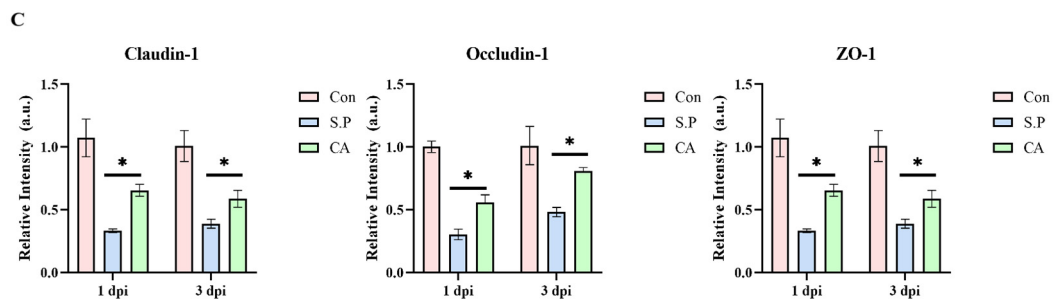 C
Claudin-1
Relative Intensity (a.u.)
1.5
1.0
0.5
0.0
*
*
1 dpi
3 dpi
Con
S.P
CA
Occludin-1
Relative Intensity (a.u.)
1.5
1.0
0.5
0.0
*
*
1 dpi
3 dpi
Con
S.P
CA
ZO-1
Relative Intensity (a.u.)
1.5
1.0
0.5
0.0
*
*
1 dpi
3 dpi
Con
S.P
CA